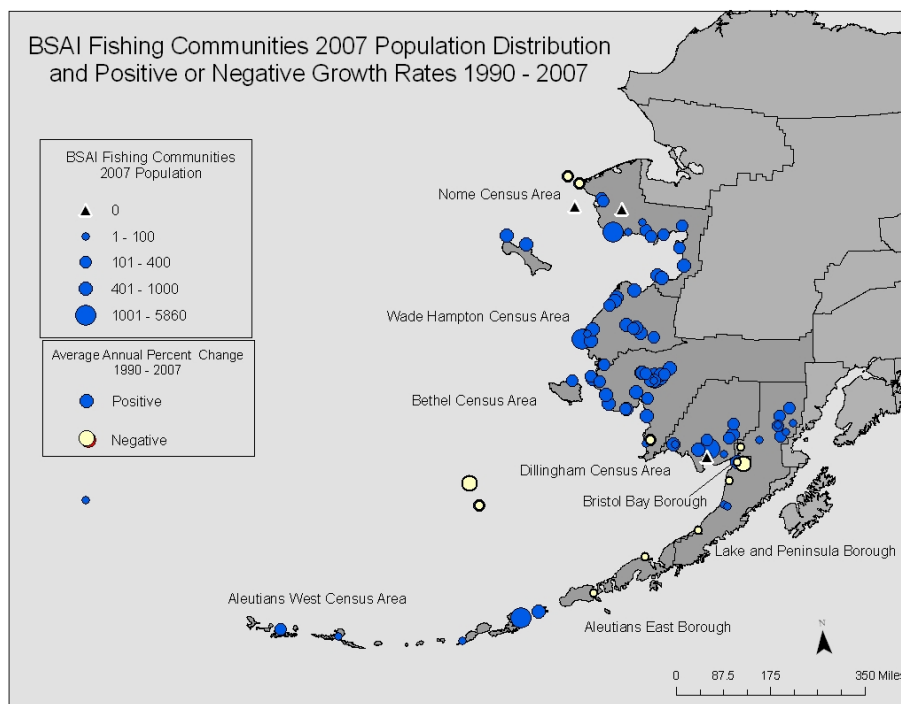 BSAI Fishing Communities 2007 Population Distribution
and Positive or Negative Growth Rates 1990 - 2007
BSAI Fishing Communities
2007 Population
0
1 - 100
101 - 400
401 - 1000
1001 - 5860
Average Annual Percent Change
1990 - 2007
Positive
Negative
Nome Census Area
Wade Hampton Census Area
Bethel Census Area
Dillingham Census Area
Bristol Bay Borough
Lake and Peninsula Borough
Aleutians West Census Area
Aleutians East Borough
N
0 87.5 175 350 Miles